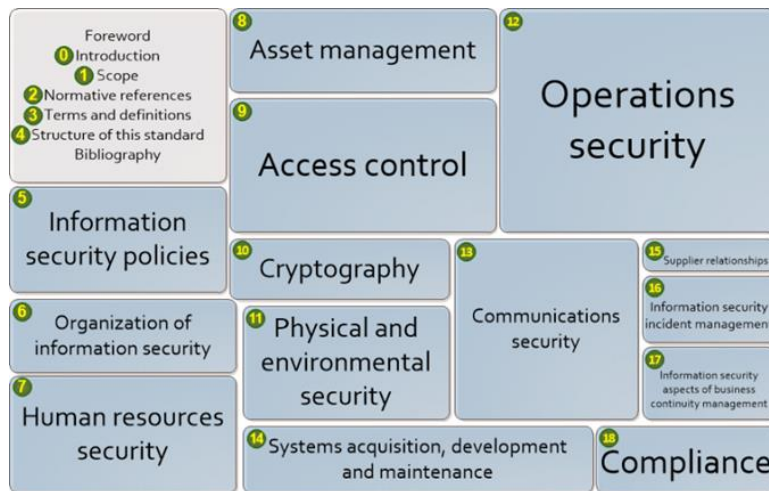 Foreword
0 Introduction
1 Scope
2 Normative references
3 Terms and definitions
4 Structure of this standard
Bibliography
5 Information
security policies
6 Organization of
information security
7 Human resources
security
8 Asset management
9 Access control
10 Cryptography
11 Physical and
environmental
security
12 Operations
security
13 Communications
security
14 Systems acquisition, development
and maintenance
15 Supplier relationships
16 Information security
incident management
17 Information security
aspects of business
continuity management
18 Compliance